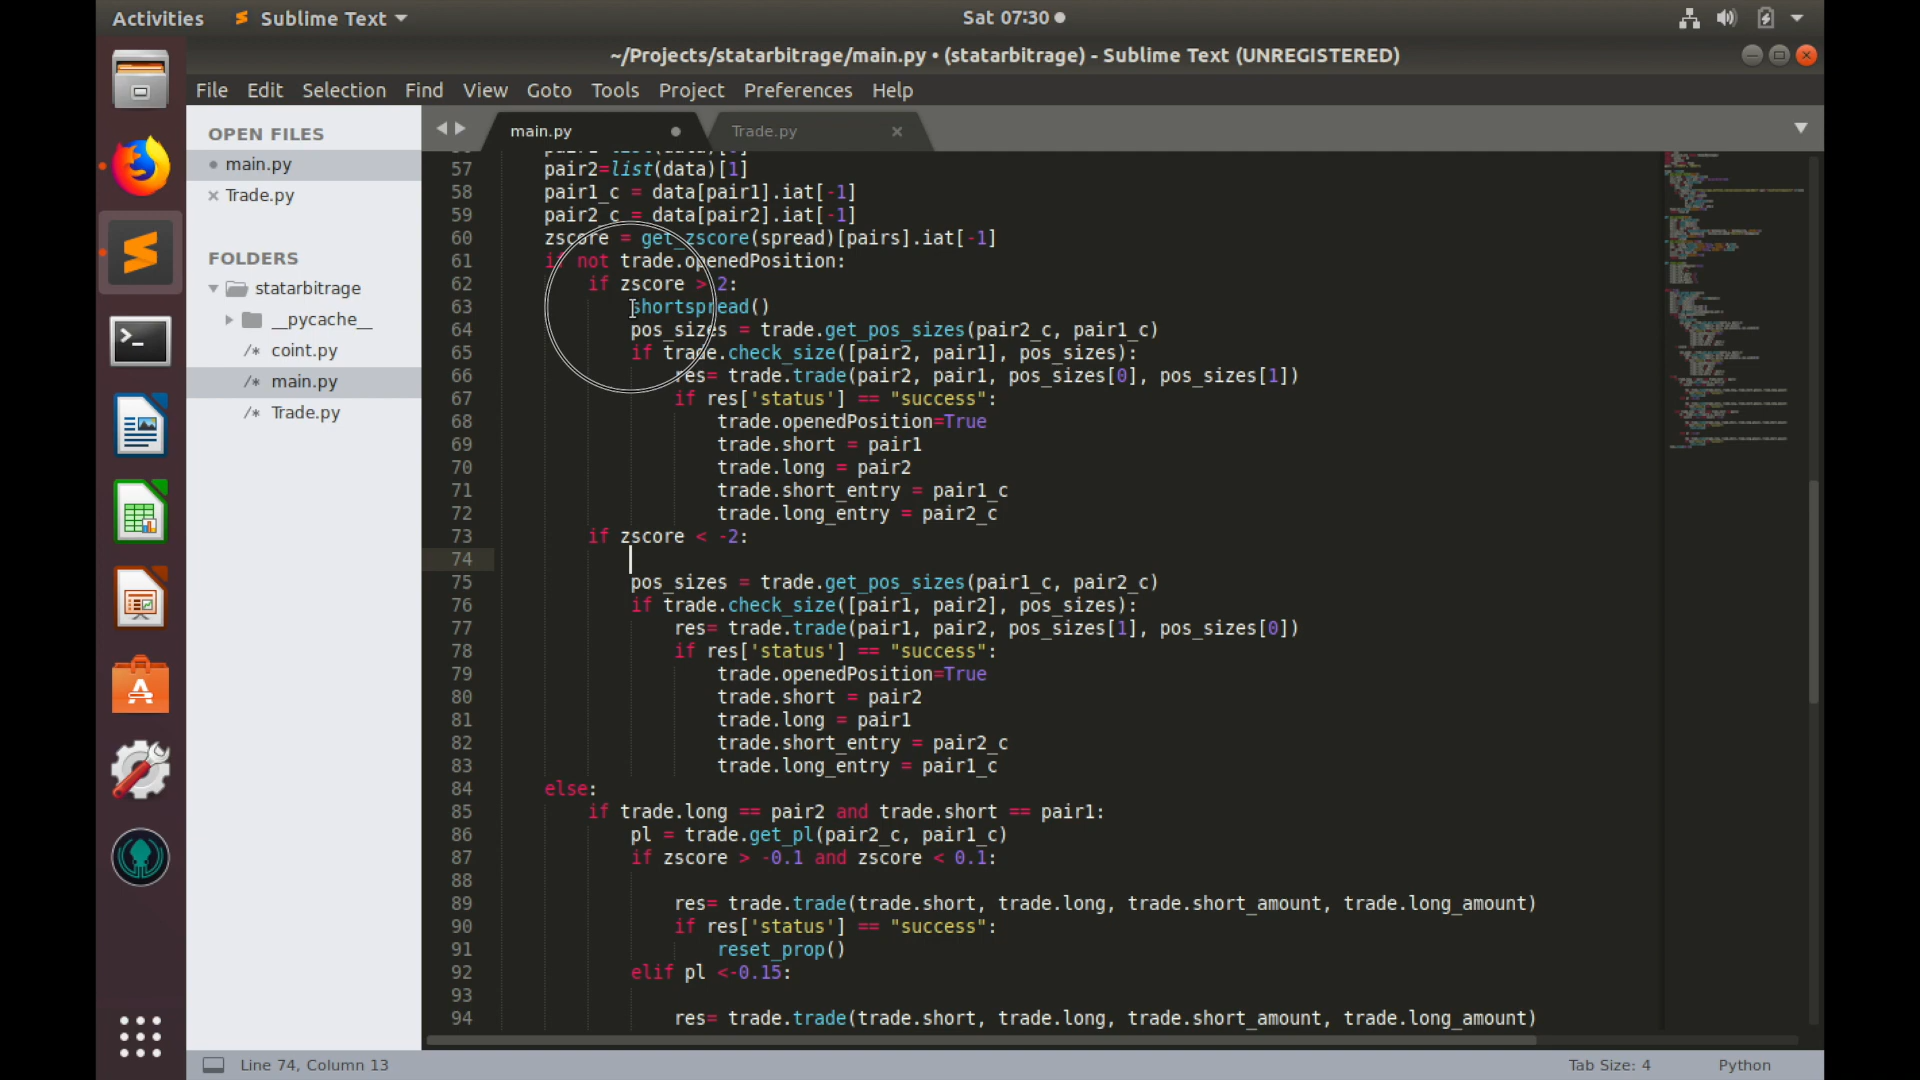 Activities
Sublime Text
Sat 07:30
~/Projects/statarbitrage/main.py • (statarbitrage) - Sublime Text (UNREGISTERED)
File Edit Selection Find View Goto Tools Project Preferences Help
OPEN FILES
main.py
Trade.py
FOLDERS
statarbitrage
__pycache__
/* coint.py
/* main.py
/* Trade.py
main.py
Trade.py
57 pair2=list(data)[1]
58 pair1_c = data[pair1].iat[-1]
59 pair2_c = data[pair2].iat[-1]
60 zscore = get_zscore(spread)[pairs].iat[-1]
61 if not trade.openedPosition:
62 if zscore > 2:
63 shortspread()
64 pos_sizes = trade.get_pos_sizes(pair2_c, pair1_c)
65 if trade.check_size([pair2, pair1], pos_sizes):
66 res= trade.trade(pair2, pair1, pos_sizes[0], pos_sizes[1])
67 if res['status'] == "success":
68 trade.openedPosition=True
69 trade.short = pair1
70 trade.long = pair2
71 trade.short_entry = pair1_c
72 trade.long_entry = pair2_c
73 if zscore < -2:
74
75 pos_sizes = trade.get_pos_sizes(pair1_c, pair2_c)
76 if trade.check_size([pair1, pair2], pos_sizes):
77 res= trade.trade(pair1, pair2, pos_sizes[1], pos_sizes[0])
78 if res['status'] == "success":
79 trade.openedPosition=True
80 trade.short = pair2
81 trade.long = pair1
82 trade.short_entry = pair2_c
83 trade.long_entry = pair1_c
84 else:
85 if trade.long == pair2 and trade.short == pair1:
86 pl = trade.get_pl(pair2_c, pair1_c)
87 if zscore > -0.1 and zscore < 0.1:
88
89 res= trade.trade(trade.short, trade.long, trade.short_amount, trade.long_amount)
90 if res['status'] == "success":
91 reset_prop()
92 elif pl <-0.15:
93
94 res= trade.trade(trade.short, trade.long, trade.short_amount, trade.long_amount)
Line 74, Column 13
Tab Size: 4
Python